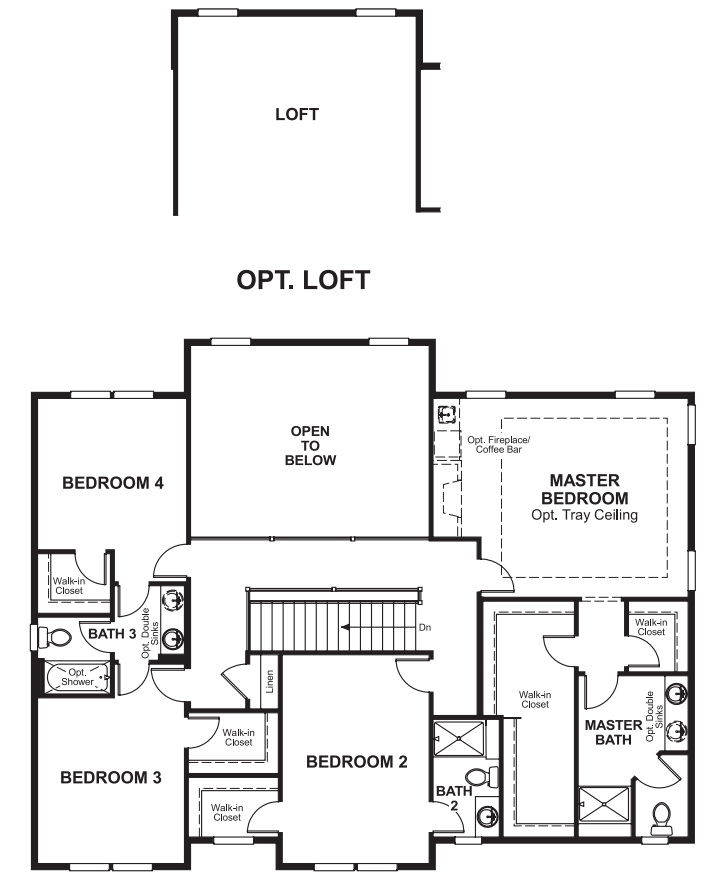 LOFT
OPT. LOFT
OPEN
TO
BELOW
Opt. Fireplace/
Coffee Bar
BEDROOM 4
MASTER
BEDROOM
Opt. Tray Ceiling
Walk-in
Closet
BATH 3
Opt. Double
Sinks
Dn
Walk-in
Closet
Opt.
Shower
Linen
Walk-in
Closet
Opt. Double
Sinks
MASTER
BATH
Walk-in
Closet
BEDROOM 2
BEDROOM 3
BATH
2
Walk-in
Closet